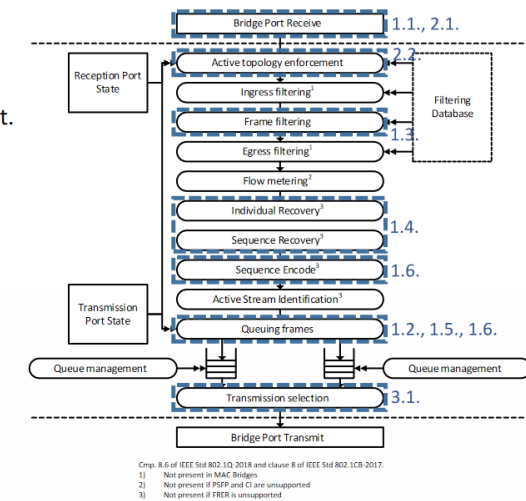 Bridge Port Receive
1.1., 2.1.
t.
Reception Port
State
Active topology enforcement
2.2.
Ingress filtering1
Filtering
Database
Frame filtering
1.3.
Egress filtering1
Flow metering2
Individual Recovery3
Sequence Recovery3
1.4.
Sequence Encode3
1.6.
Active Stream Identification3
Transmission
Port State
Queuing frames
1.2., 1.5., 1.6.
Queue management
Queue management
Transmission selection
3.1.
Bridge Port Transmit
Cmp. 8.6 of IEEE Std 802.1Q-2018 and clause 8 of IEEE Std 802.1CB-2017.
1) Not present in MAC Bridges
2) Not present if PSFP and CI are unsupported
3) Not present if FRER is unsupported